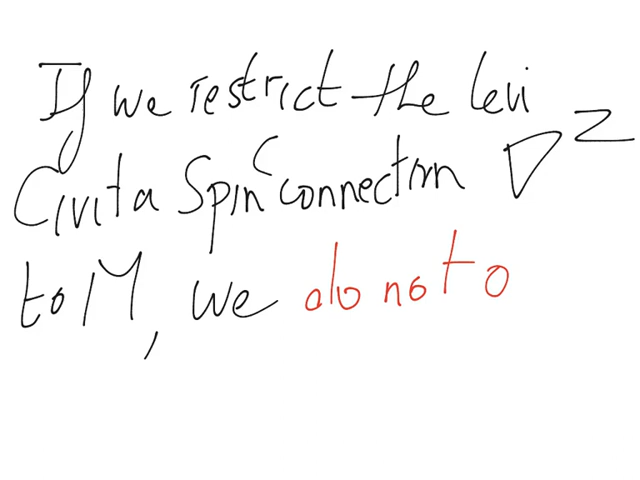 If we restrict the levi
Civita Spin^C connection ∇^Z
to M, we do not o